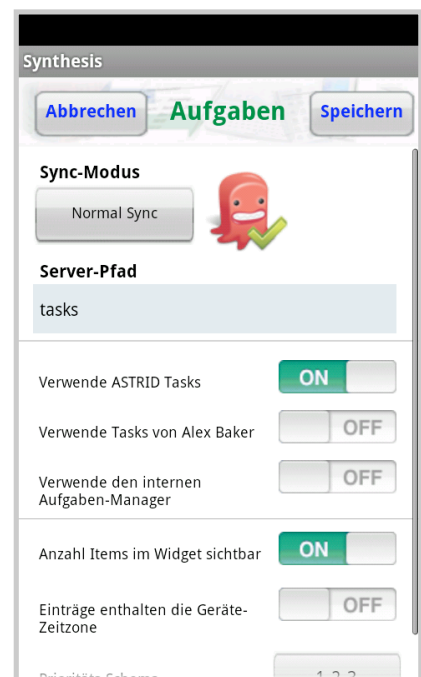 Synthesis
Abbrechen Aufgaben Speichern
Sync-Modus
Normal Sync
Server-Pfad
tasks
Verwende ASTRID Tasks ON
Verwende Tasks von Alex Baker OFF
Verwende den internen OFF
Aufgaben-Manager
Anzahl Items im Widget sichtbar ON
Einträge enthalten die Geräte- OFF
Zeitzone